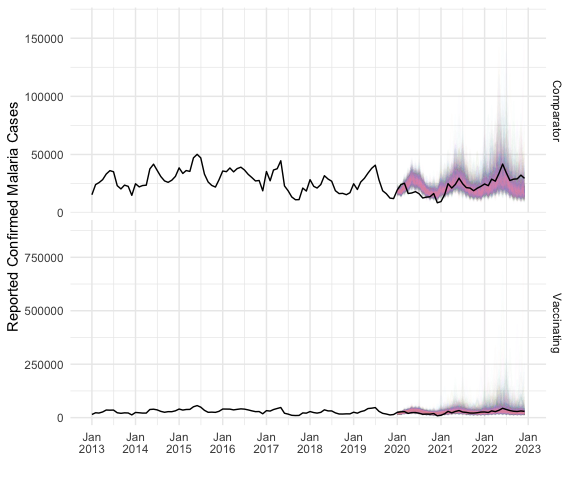 Reported Confirmed Malaria Cases
150000
100000
50000
0
Comparator
750000
500000
250000
0
Vaccinating
Jan Jan Jan Jan Jan Jan Jan Jan Jan Jan Jan
2013 2014 2015 2016 2017 2018 2019 2020 2021 2022 2023